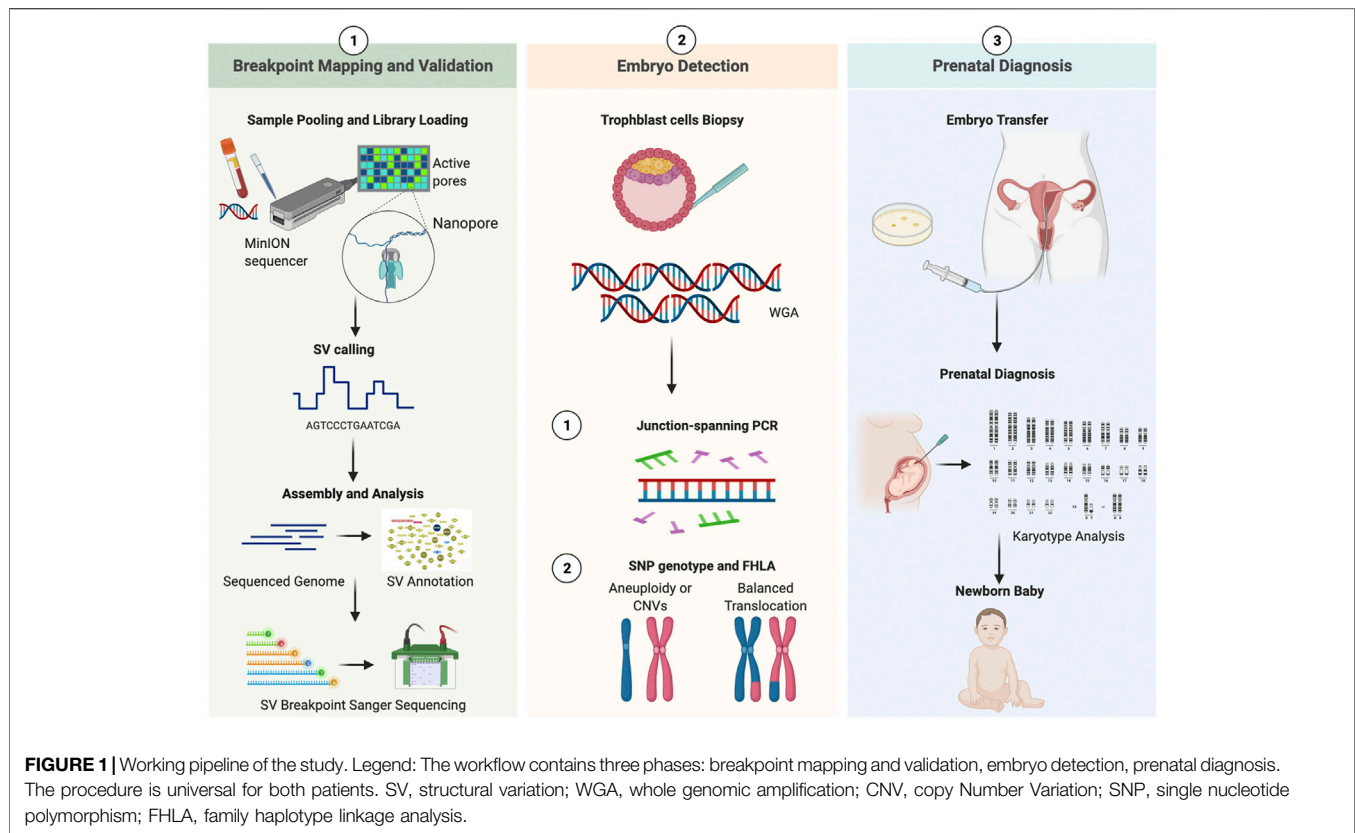 1
Breakpoint Mapping and Validation
Sample Pooling and Library Loading
Active
pores
Nanopore
MinION
sequencer
SV calling
AGTCCCTGAATCGA
Assembly and Analysis
Sequenced Genome
SV Annotation
SV Breakpoint Sanger Sequencing
2
Embryo Detection
Trophblast cells Biopsy
WGA
1
Junction-spanning PCR
2
SNP genotype and FHLA
Aneuploidy or
CNVs
Balanced
Translocation
3
Prenatal Diagnosis
Embryo Transfer
Prenatal Diagnosis
Karyotype Analysis
Newborn Baby
FIGURE 1 | Working pipeline of the study. Legend: The workflow contains three phases: breakpoint mapping and validation, embryo detection, prenatal diagnosis.
The procedure is universal for both patients. SV, structural variation; WGA, whole genomic amplification; CNV, copy Number Variation; SNP, single nucleotide
polymorphism; FHLA, family haplotype linkage analysis.